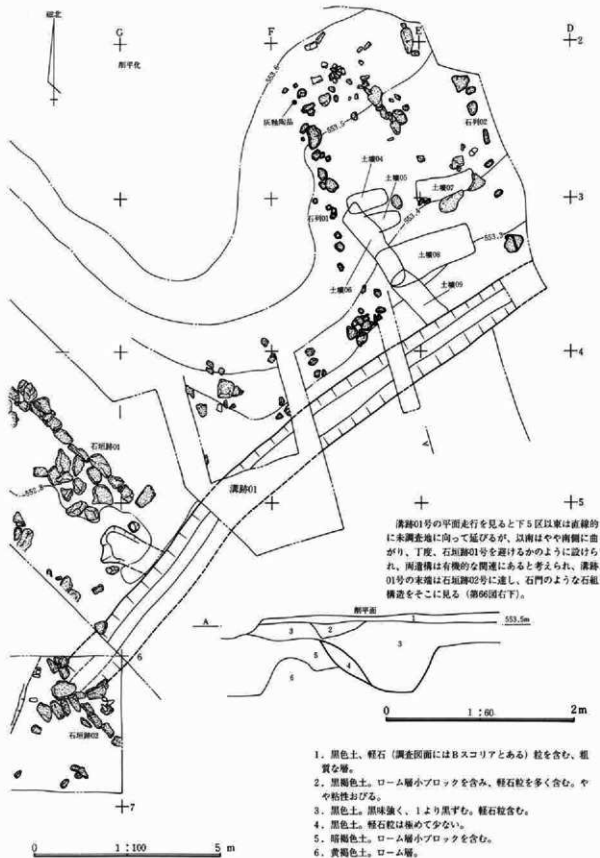 磁北
G
F
E
D
2
削平化
553.6
灰釉陶品
553.5
石列02
土壙04
土壙05
土壙07
3
石列01
553.4
553.3
土壙08
土壙06
土壙09
4
A
石垣跡01
溝跡01
5
溝跡01号の平面走行を見ると下5区以東は直線的
に未調査地に向って延びるが、以南はやや南側に曲
がり、丁度、石垣跡01号を避けるかのように設けら
れ、両遺構は有機的な関連にあると考えられ、溝跡
01号の末端は石垣跡02号に達し、石門のような石組
構造をそこに見る（第66図右下）。
削平面
A
553.5m
1
2
3
3
4
5
6
0
1：60
2m
6
石垣跡02
7
1．黒色土、軽石（調査図面にはBスコリアとある）粒を含む、粗
質な層。
2．黒褐色土。ローム層小ブロックを含み、軽石粒を多く含む。や
や粘性おびる。
3．黒色土。黒味強く、1より黒ずむ。軽石粒含む。
4．黒色土。軽石粒は極めて少ない。
5．暗褐色土。ローム層小ブロックを含む。
6．黄褐色土。ローム層。
0
1：100
5m